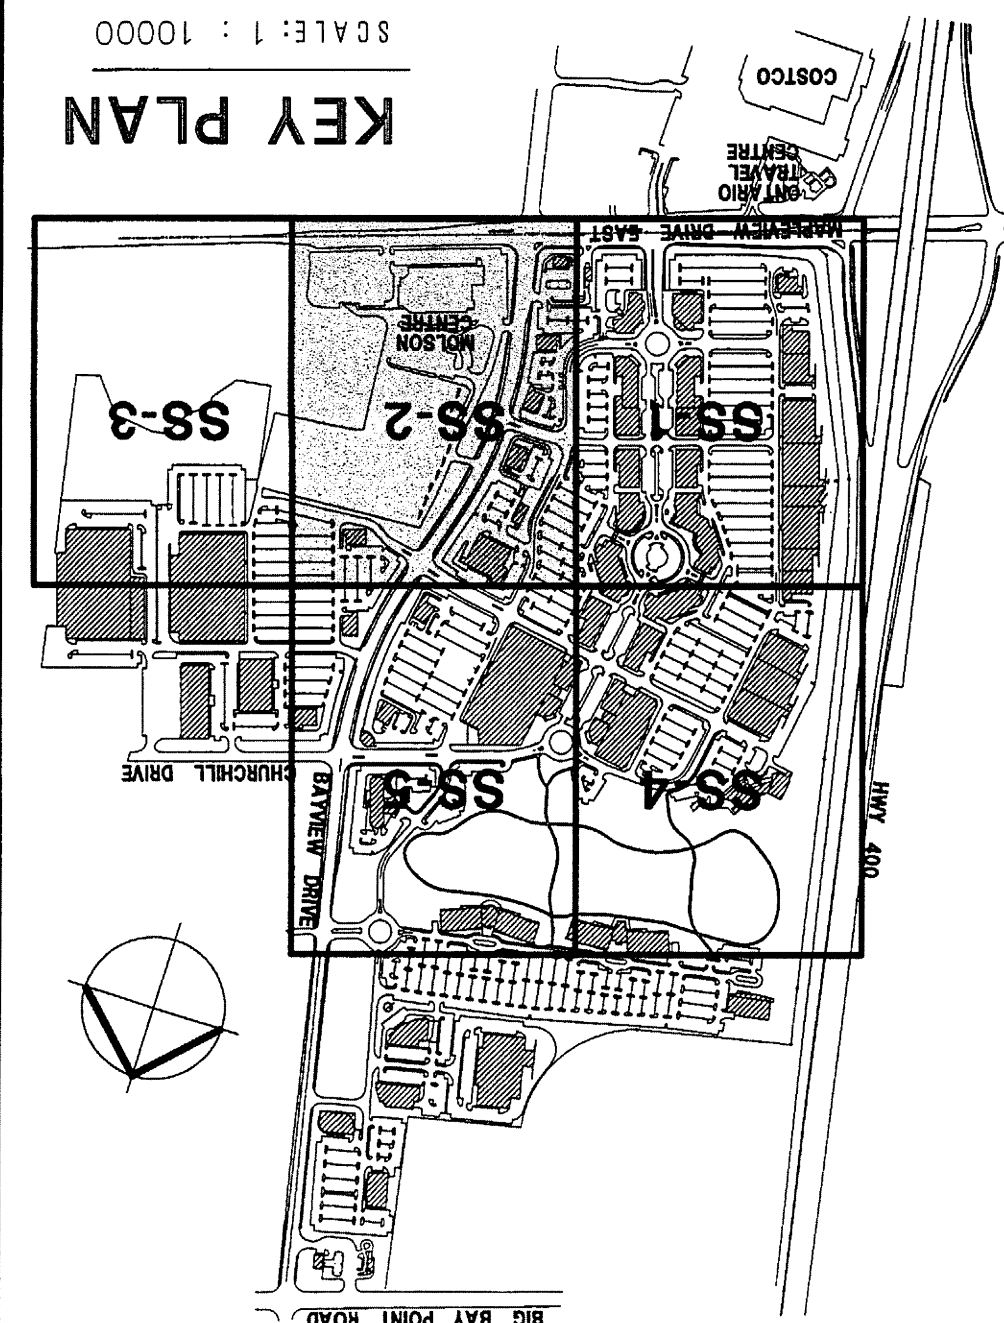 BIG BAY POINT ROAD
BAYVIEW DRIVE
HWY 400
SS-4
SS-5
CHURCHILL DRIVE
SS-1
SS-2
SS-3
MOLSON
CENTRE
MAPLEVIEW DRIVE EAST
ONTARIO
TRAVEL
CENTRE
COSTCO
KEY PLAN
SCALE: 1 : 10000